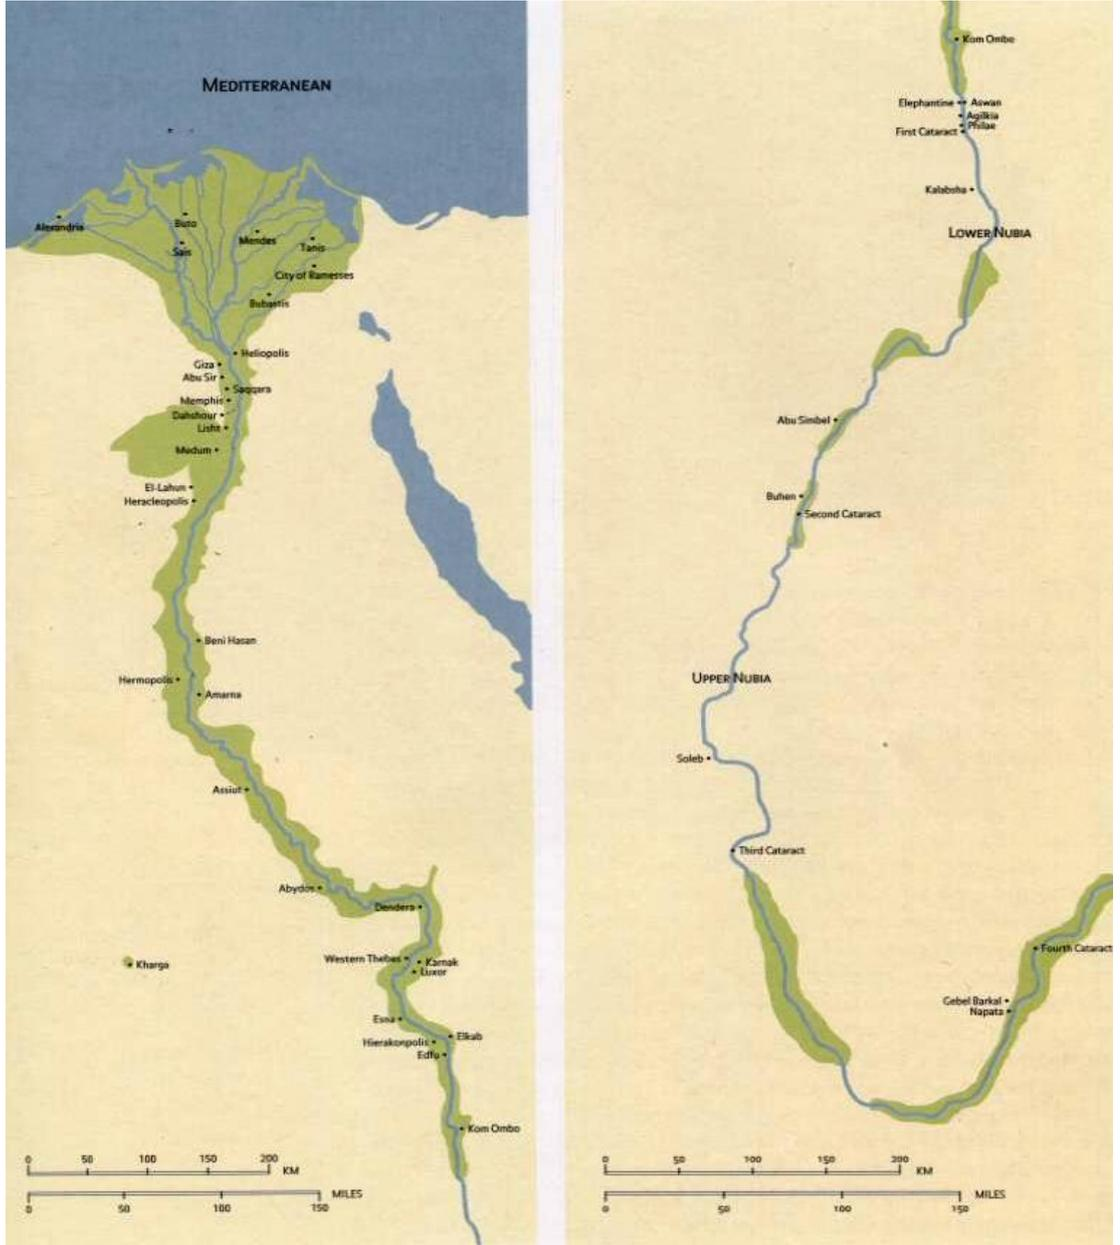 MEDITERRANEAN
Alexandria
Buto
Sais
Mendes
Tanis
City of Ramesses
Bubastis
Heliopolis
Giza
Abu Sir
Saqqara
Memphis
Dahshour
Lisht
Medum
El-Lahun
Heracleopolis
Beni Hasan
Hermopolis
Amarna
Assiut
Abydos
Dendera
Kharga
Western Thebes
Karnak
Luxor
Esna
Elkab
Hierakonpolis
Edfu
Kom Ombo
0 50 100 150 200
KM
MILES
0 50 100 150
Kom Ombo
Elephantine Aswan
Agilkia
Philae
First Cataract
Kalabsha
LOWER NUBIA
Abu Simbel
Buhen
Second Cataract
UPPER NUBIA
Soleb
Third Cataract
Fourth Cataract
Gebel Barkal
Napata
0 50 100 150 200
KM
MILES
0 50 100 150